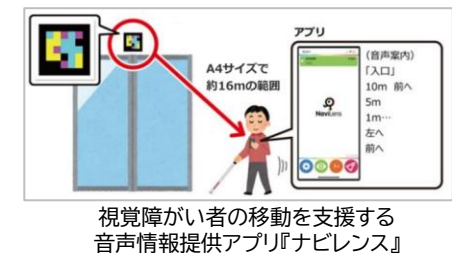 アプリ
A4サイズで
約16mの範囲
(音声案内)
「入口」
10m 前へ
5m
1m…
左へ
前へ
NaviLens
視覚障がい者の移動を支援する
音声情報提供アプリ『ナビレンス』